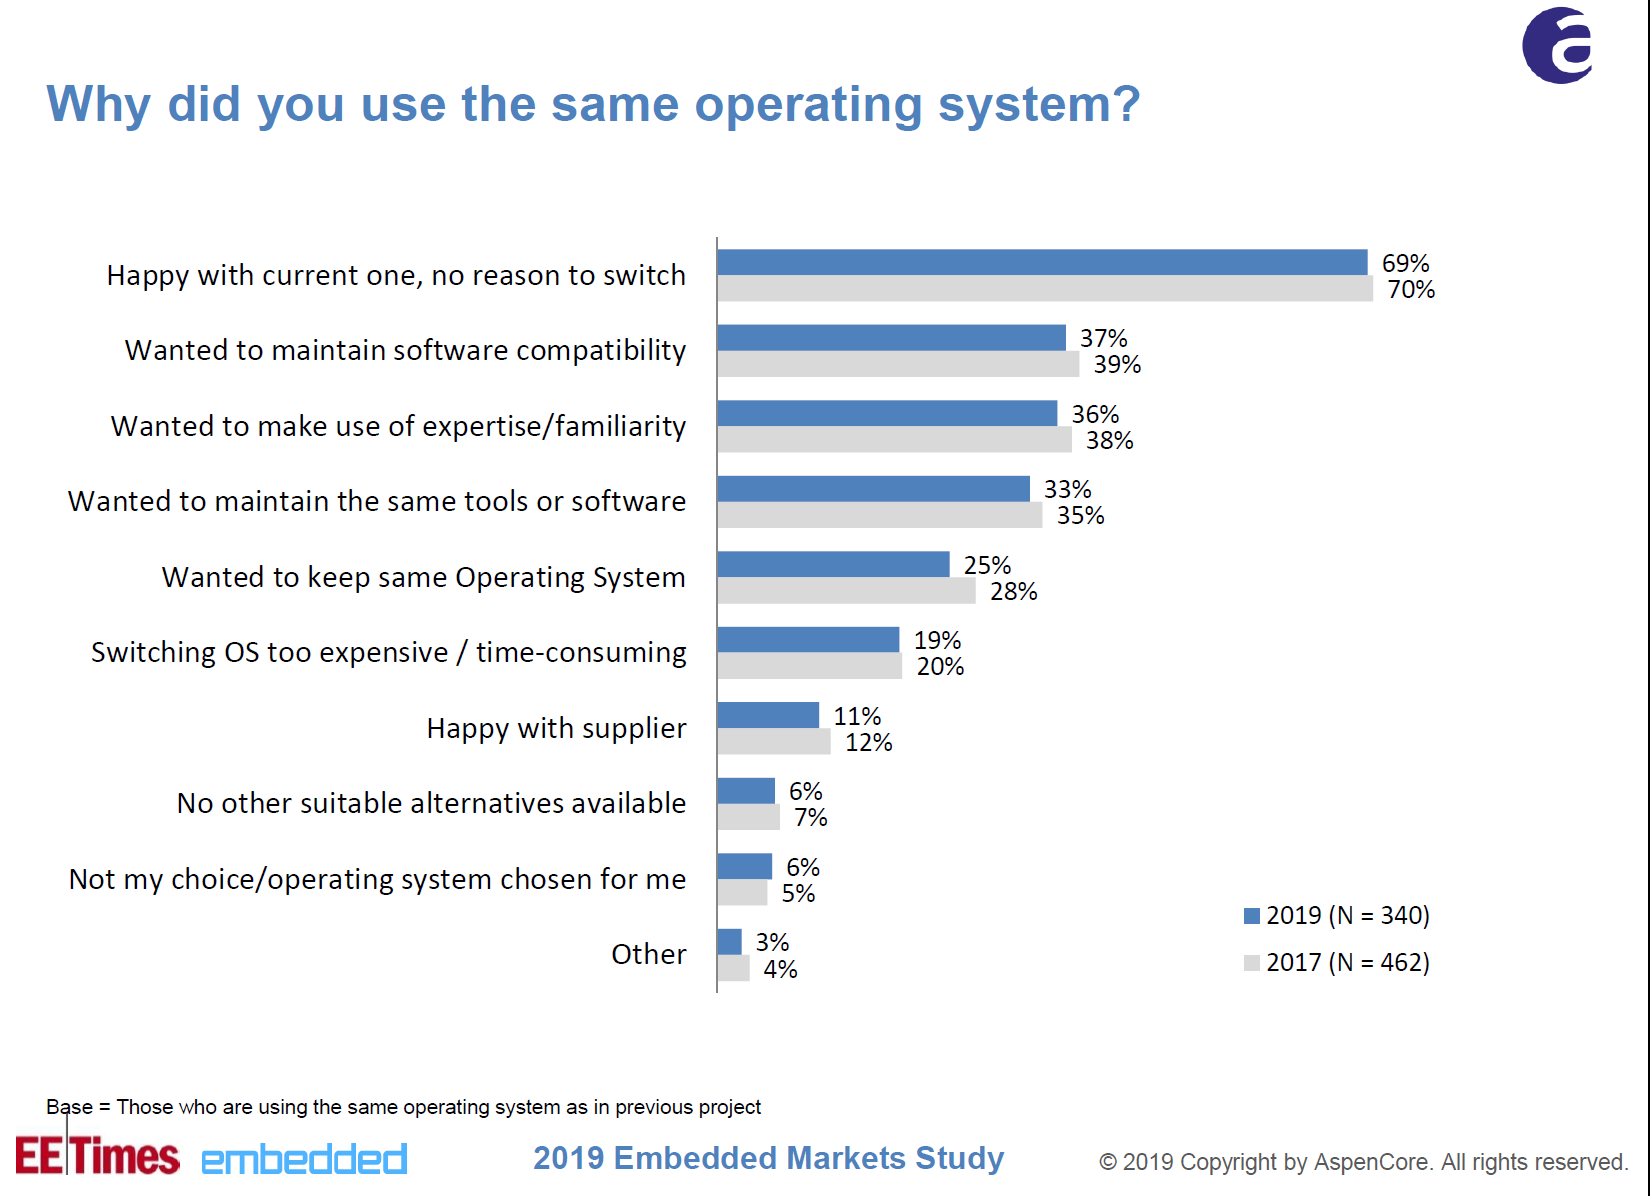 a
Why did you use the same operating system?
Happy with current one, no reason to switch
69%
70%
Wanted to maintain software compatibility
37%
39%
Wanted to make use of expertise/familiarity
36%
38%
Wanted to maintain the same tools or software
33%
35%
Wanted to keep same Operating System
25%
28%
Switching OS too expensive / time-consuming
19%
20%
Happy with supplier
11%
12%
No other suitable alternatives available
6%
7%
Not my choice/operating system chosen for me
6%
5%
Other
3%
4%
2019 (N = 340)
2017 (N = 462)
Base = Those who are using the same operating system as in previous project
EETimes embedded 2019 Embedded Markets Study © 2019 Copyright by AspenCore. All rights reserved.